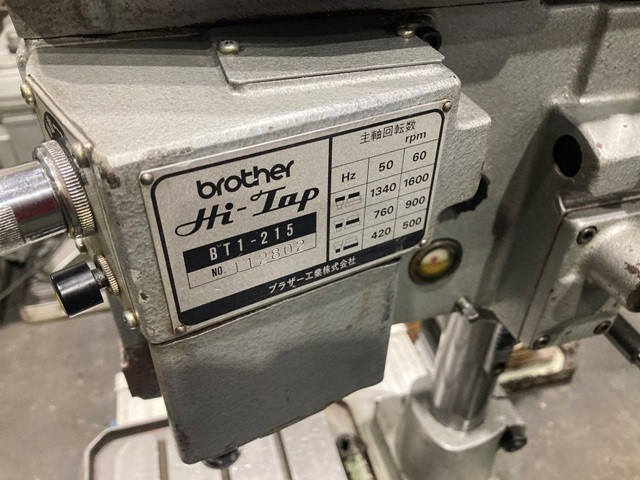 brother
Hi-Tap
BT1-215
NO. 112802
主軸回転数
rpm
Hz 50 60
1340 1600
760 900
420 500
ブラザー工業株式会社